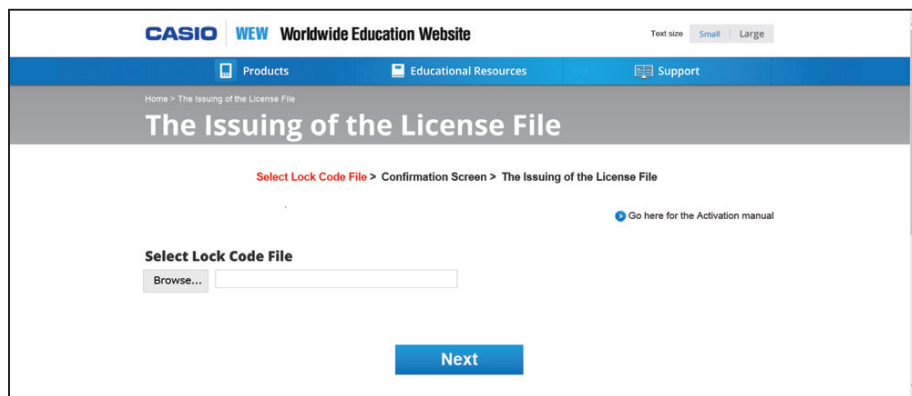 CASIO WEW Worldwide Education Website Text size Small Large
Products Educational Resources Support
Home > The Issuing of the License File
The Issuing of the License File
Select Lock Code File > Confirmation Screen > The Issuing of the License File
Go here for the Activation manual
Select Lock Code File
Browse...
Next